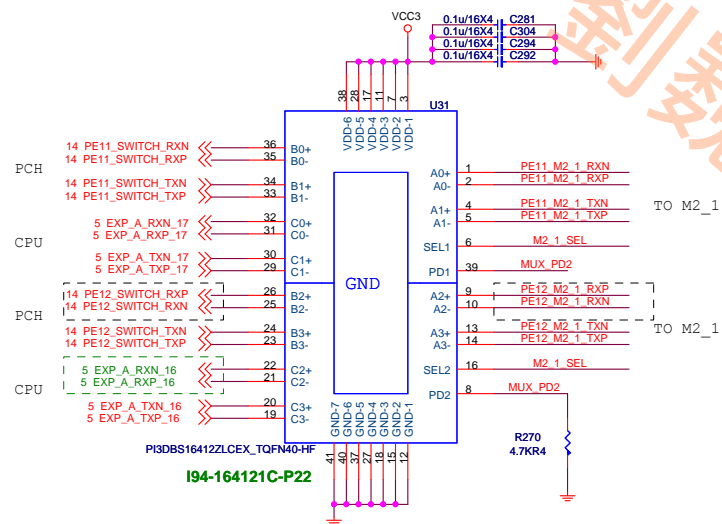 VCC3
0.1u/16X4 C281
0.1u/16X4 C304
0.1u/16X4 C294
0.1u/16X4 C292
劉
38 28 17 11 7 3
U31
VDD-6 VDD-5 VDD-4 VDD-3 VDD-2 VDD-1
PCH
14 PE11_SWITCH_RXN 36 B0+
14 PE11_SWITCH_RXP 35 B0-
14 PE11_SWITCH_TXN 34 B1+
14 PE11_SWITCH_TXP 33 B1-
CPU
5 EXP_A_RXN_17 32 C0+
5 EXP_A_RXP_17 31 C0-
5 EXP_A_TXN_17 30 C1+
5 EXP_A_TXP_17 29 C1-
PCH
14 PE12_SWITCH_RXP 26 B2+
14 PE12_SWITCH_RXN 25 B2-
14 PE12_SWITCH_TXN 24 B3+
14 PE12_SWITCH_TXP 23 B3-
CPU
5 EXP_A_RXN_16 22 C2+
5 EXP_A_RXP_16 21 C2-
5 EXP_A_TXN_16 20 C3+
5 EXP_A_TXP_16 19 C3-
GND
A0+ 1 PE11_M2_1_RXN
A0- 2 PE11_M2_1_RXP
A1+ 4 PE11_M2_1_TXN
A1- 5 PE11_M2_1_TXP
TO M2_1
SEL1 6 M2_1_SEL
PD1 39 MUX_PD2
A2+ 9 PE12_M2_1_RXP
A2- 10 PE12_M2_1_RXN
A3+ 13 PE12_M2_1_TXN
A3- 14 PE12_M2_1_TXP
TO M2_1
SEL2 16 M2_1_SEL
PD2 8 MUX_PD2
R270
4.7KR4
GND-7 GND-6 GND-5 GND-4 GND-3 GND-2 GND-1
41 40 37 27 18 15 12
PI3DBS16412ZLCEX_TQFN40-HF
I94-164121C-P22